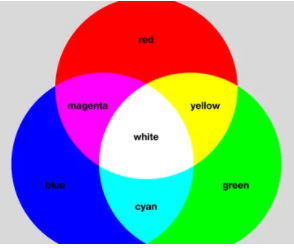 red
magenta
yellow
white
blue
green
cyan